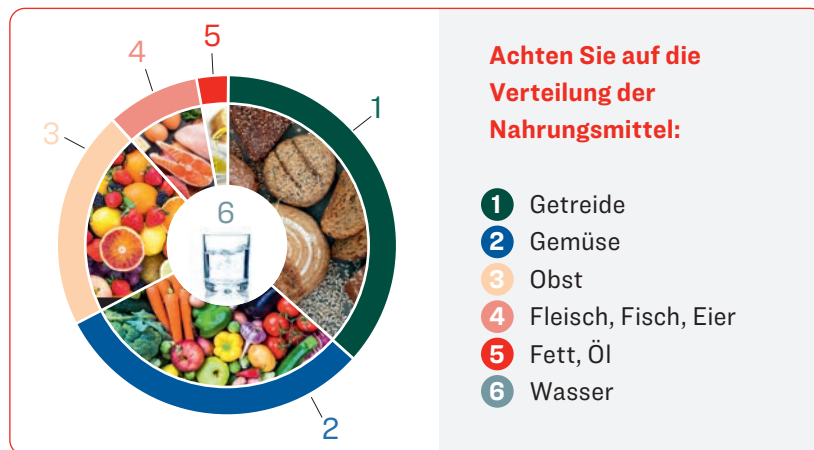 5
4
1
3
6
2
Achten Sie auf die
Verteilung der
Nahrungsmittel:
1 Getreide
2 Gemüse
3 Obst
4 Fleisch, Fisch, Eier
5 Fett, Öl
6 Wasser